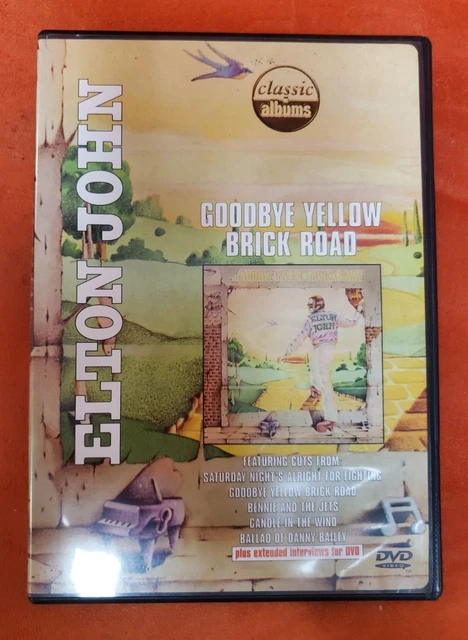 classic
albums
ELTON JOHN
GOODBYE YELLOW
BRICK ROAD
ELTON
JOHN
FEATURING CUTS FROM:
SATURDAY NIGHT'S ALRIGHT FOR FIGHTING
GOODBYE YELLOW BRICK ROAD
BENNIE AND THE JETS
CANDLE IN THE WIND
BALLAD OF DANNY BAILEY
plus extended interviews for DVD
DVD
VIDEO